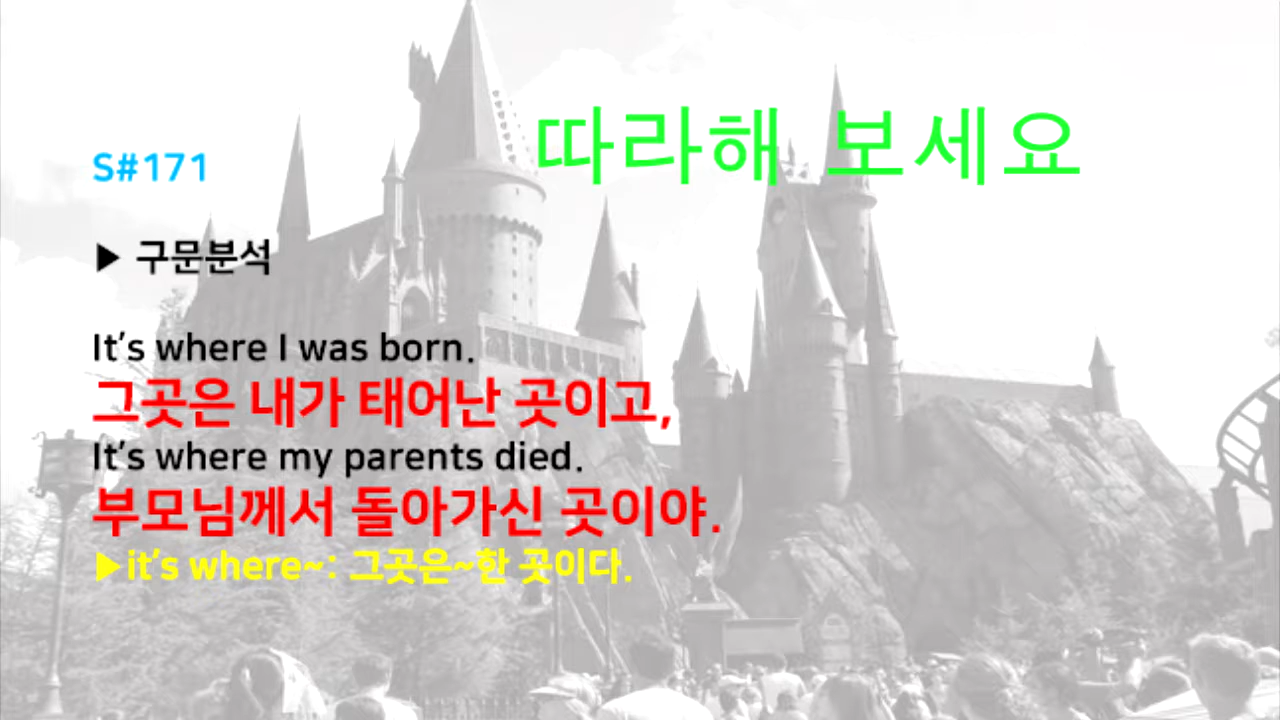 따라해 보세요
S#171
▶ 구문분석
It's where I was born.
그곳은 내가 태어난 곳이고,
It's where my parents died.
부모님께서 돌아가신 곳이야.
▶it's where~: 그곳은~한 곳이다.